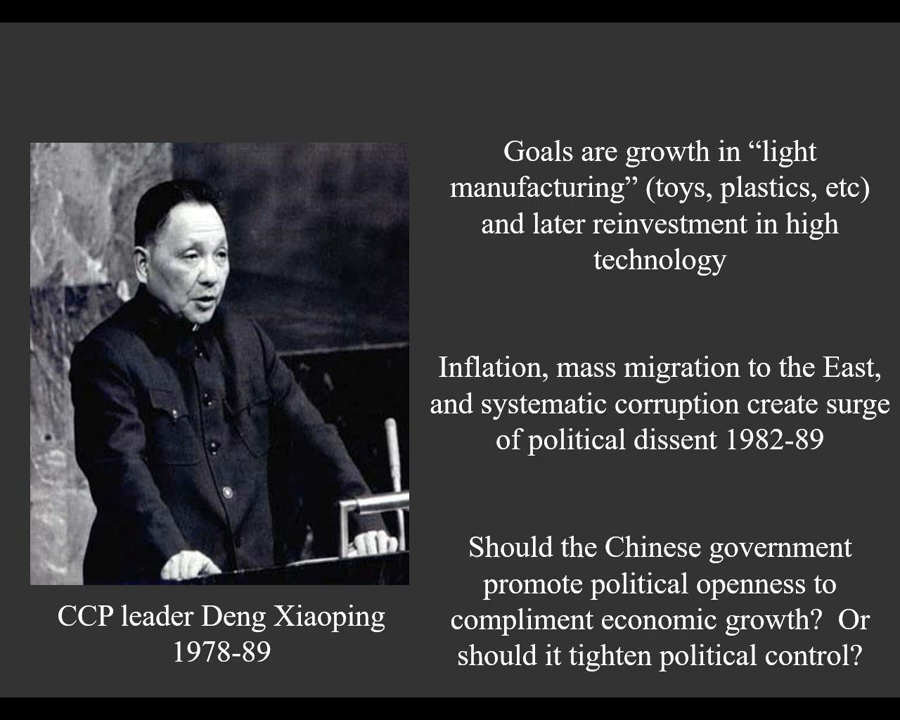 Goals are growth in “light
manufacturing” (toys, plastics, etc)
and later reinvestment in high
technology
Inflation, mass migration to the East,
and systematic corruption create surge
of political dissent 1982-89
Should the Chinese government
promote political openness to
compliment economic growth?  Or
should it tighten political control?
CCP leader Deng Xiaoping
1978-89